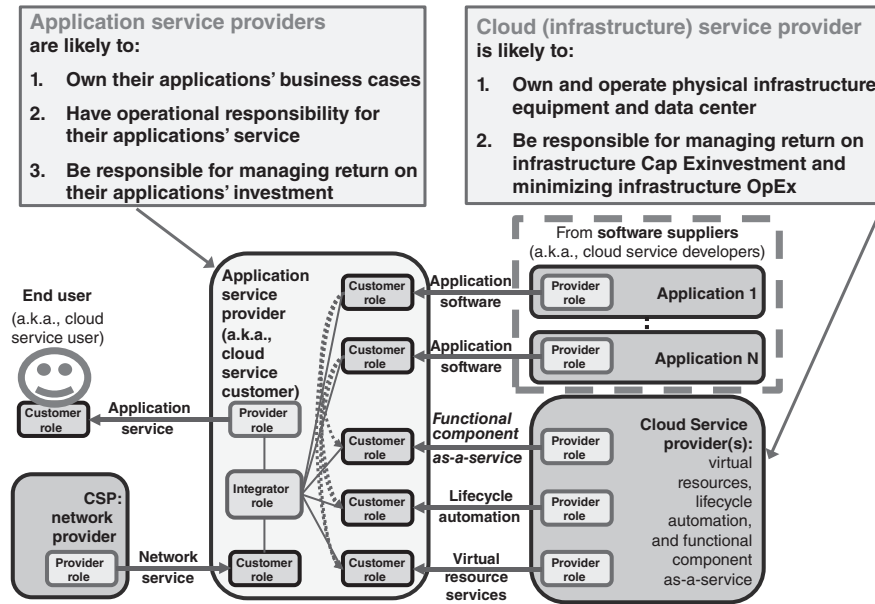 Application service providers
are likely to:
1. Own their applications' business cases
2. Have operational responsibility for
their applications' service
3. Be responsible for managing return on
their applications' investment
Cloud (infrastructure) service provider
is likely to:
1. Own and operate physical infrastructure
equipment and data center
2. Be responsible for managing return on
infrastructure Cap Exinvestment and
minimizing infrastructure OpEx
From software suppliers
(a.k.a., cloud service developers)
Provider
role
Application 1
Provider
role
Application N
Application
software
Application
software
End user
(a.k.a., cloud
service user)
Customer
role
Application
service
Application
service
provider
(a.k.a.,
cloud
service
customer)
Provider
role
Integrator
role
Customer
role
Customer
role
Customer
role
Customer
role
Customer
role
Customer
role
Functional
component
as-a-service
Lifecycle
automation
Virtual
resource
services
Provider
role
Provider
role
Provider
role
Cloud Service
provider(s):
virtual
resources,
lifecycle
automation,
and functional
component
as-a-service
CSP:
network
provider
Provider
role
Network
service